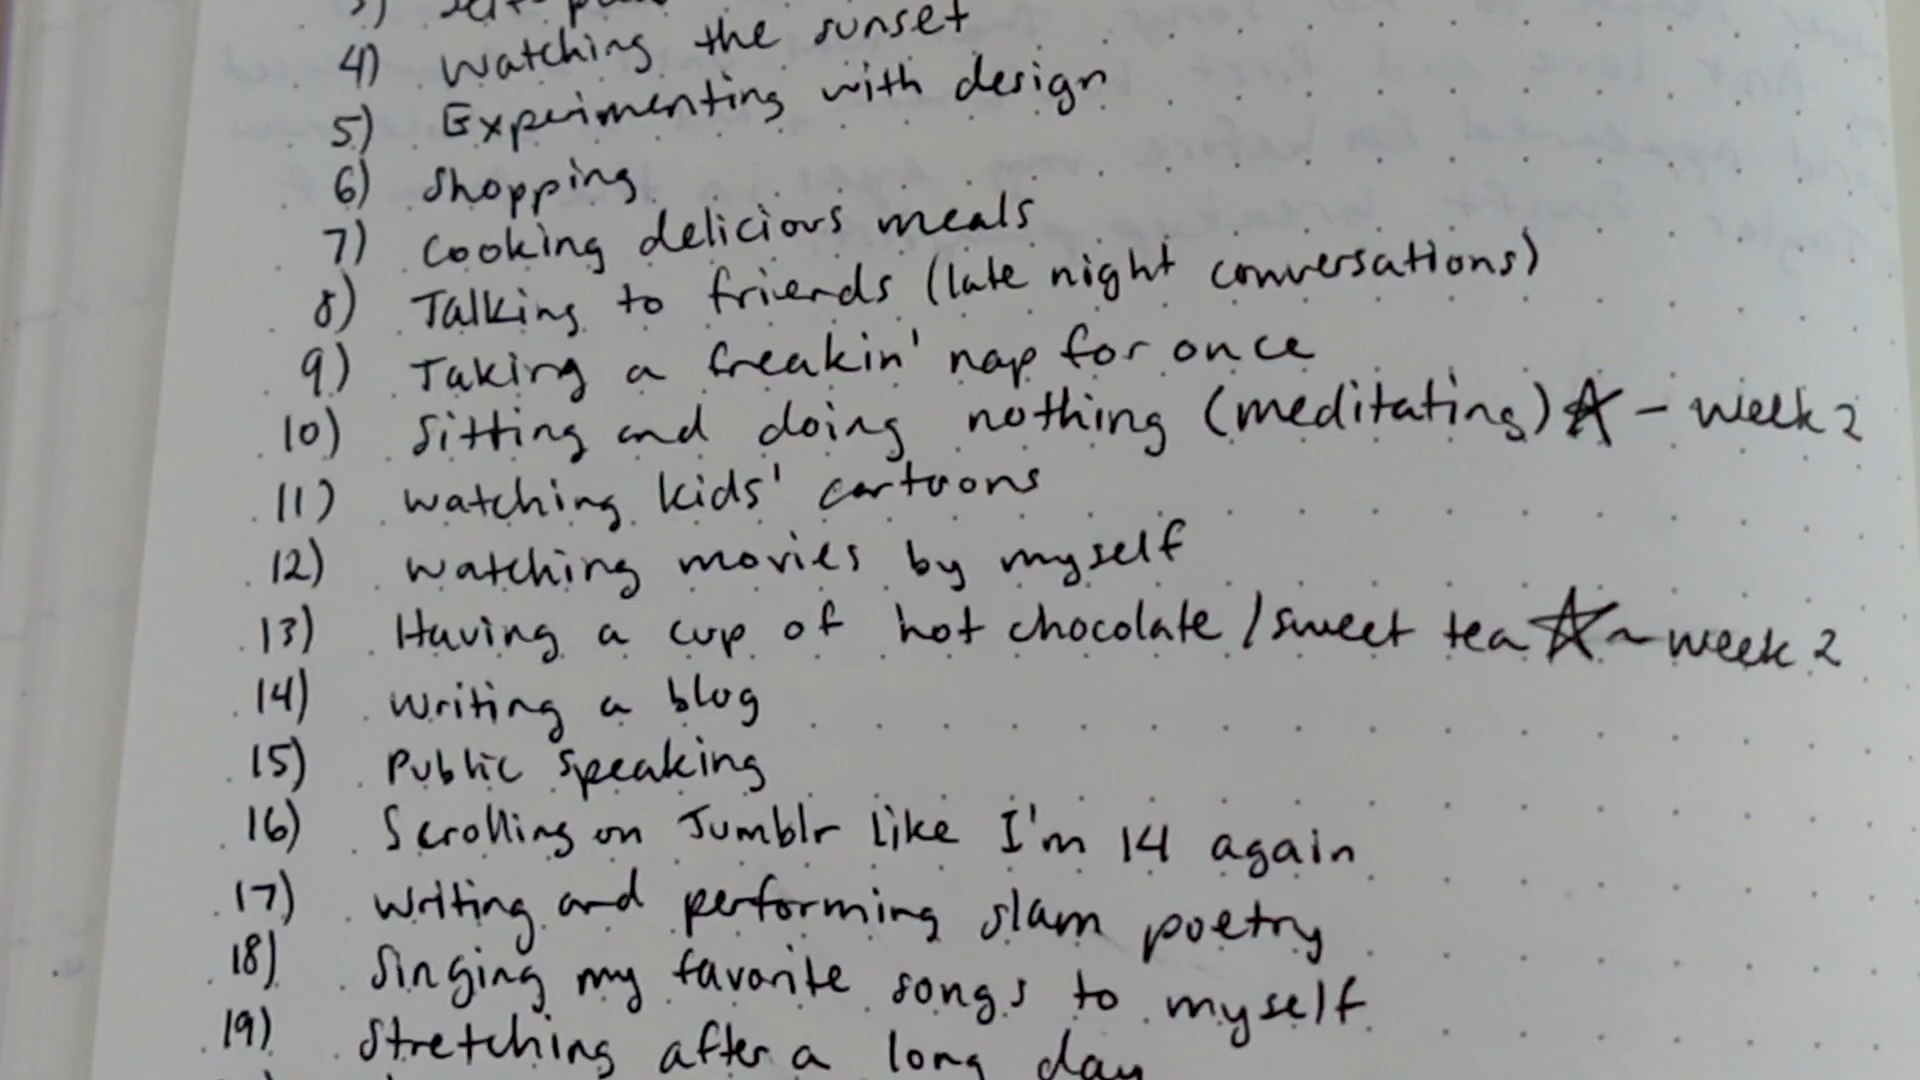 4) Watching the sunset
5) Experimenting with design
6) Shopping
7) Cooking delicious meals
8) Talking to friends (late night conversations)
9) Taking a freakin' nap for once
10) Sitting and doing nothing (meditating) ☆ - week 2
11) Watching kids' cartoons
12) Watching movies by myself
13) Having a cup of hot chocolate / sweet tea ☆ ~ week 2
14) Writing a blog
15) Public speaking
16) Scrolling on Tumblr like I'm 14 again
17) Writing and performing slam poetry
18) Singing my favorite songs to myself
19) Stretching after a long day